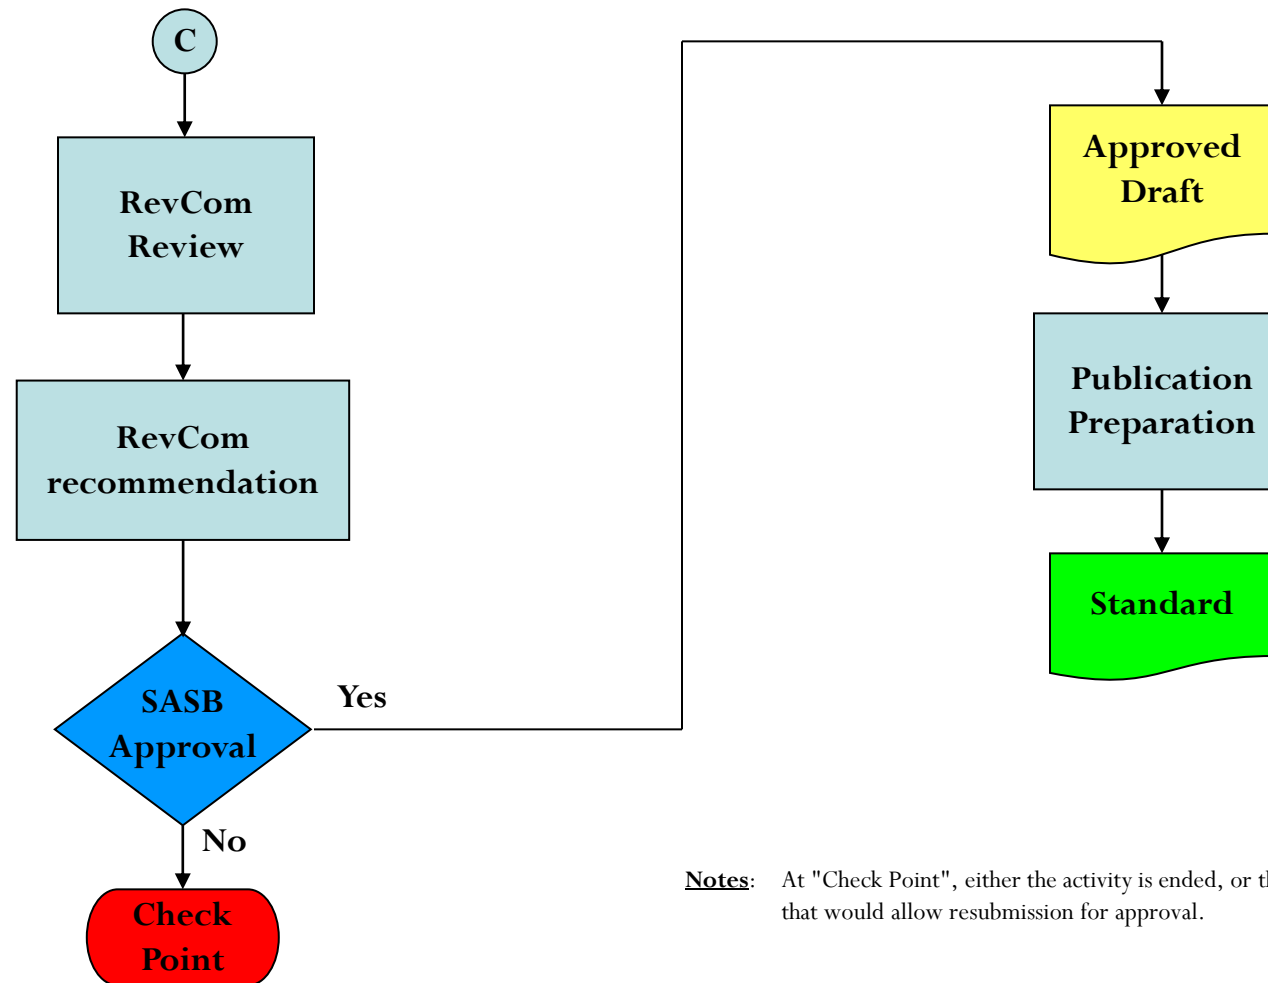 C
RevCom
Review
RevCom
recommendation
SASB
Approval
Yes
No
Check
Point
Approved
Draft
Publication
Preparation
Standard
Notes: At "Check Point", either the activity is ended, or
that would allow resubmission for approval.